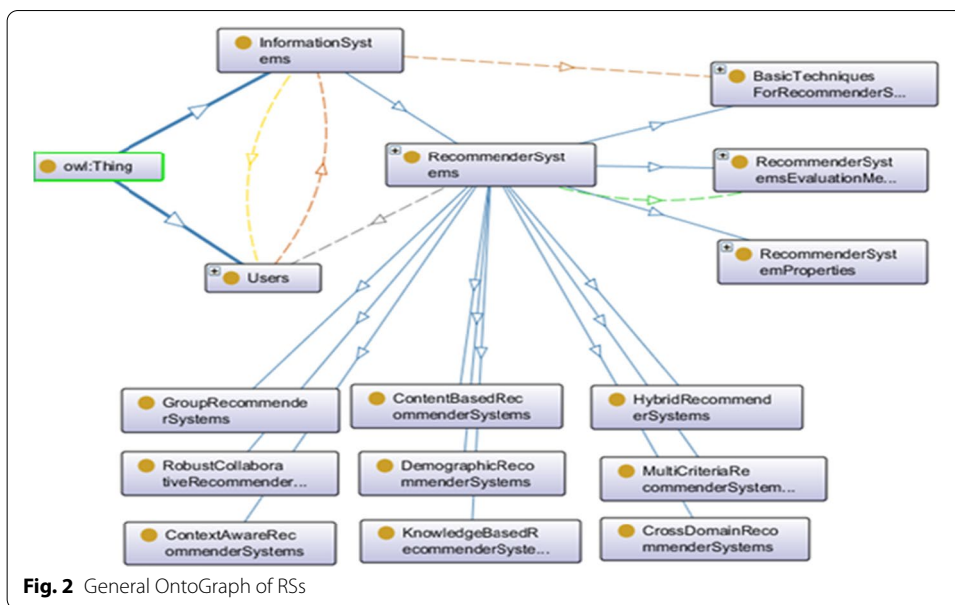 InformationSyst
ems
BasicTechniques
ForRecommenderS...
owl:Thing
RecommenderSyst
ems
RecommenderSyst
emsEvaluationMe...
RecommenderSyst
emProperties
Users
GroupRecommende
rSystems
ContentBasedRec
ommenderSystems
HybridRecommend
erSystems
RobustCollabora
tiveRecommender...
DemographicReco
mmenderSystems
MultiCriteriaRe
commenderSystem...
ContextAwareRec
ommenderSystems
KnowledgeBasedR
ecommenderSyste...
CrossDomainReco
mmenderSystems
Fig. 2 General OntoGraph of RSs